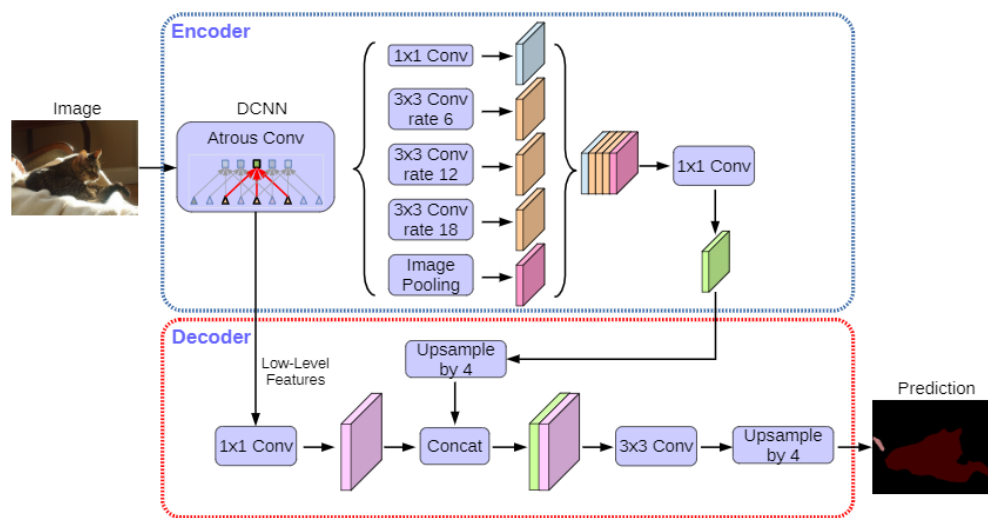 Encoder
Image
DCNN
Atrous Conv
1x1 Conv
3x3 Conv
rate 6
3x3 Conv
rate 12
3x3 Conv
rate 18
Image
Pooling
1x1 Conv
Decoder
Low-Level
Features
Upsample
by 4
1x1 Conv
Concat
3x3 Conv
Upsample
by 4
Prediction